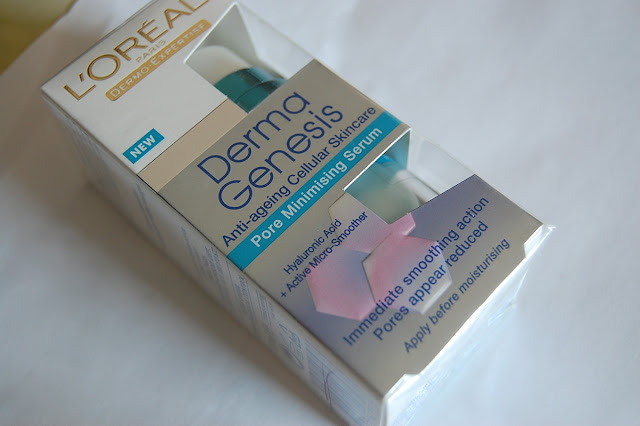 L'ORÉAL
PARIS
DERMO-EXPERTISE
NEW
Derma
Genesis
Anti-ageing Cellular Skincare
Pore Minimising Serum
Hyaluronic Acid
+ Active Micro-Smoother
Immediate smoothing action
Pores appear reduced
Apply before moisturising